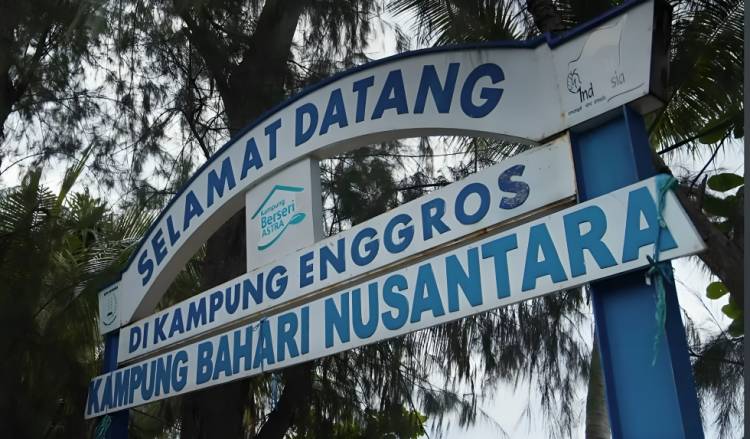 SELAMAT DATANG
Kampung
Berseri
ASTRA
DI KAMPUNG ENGGROS
KAMPUNG BAHARI NUSANTARA